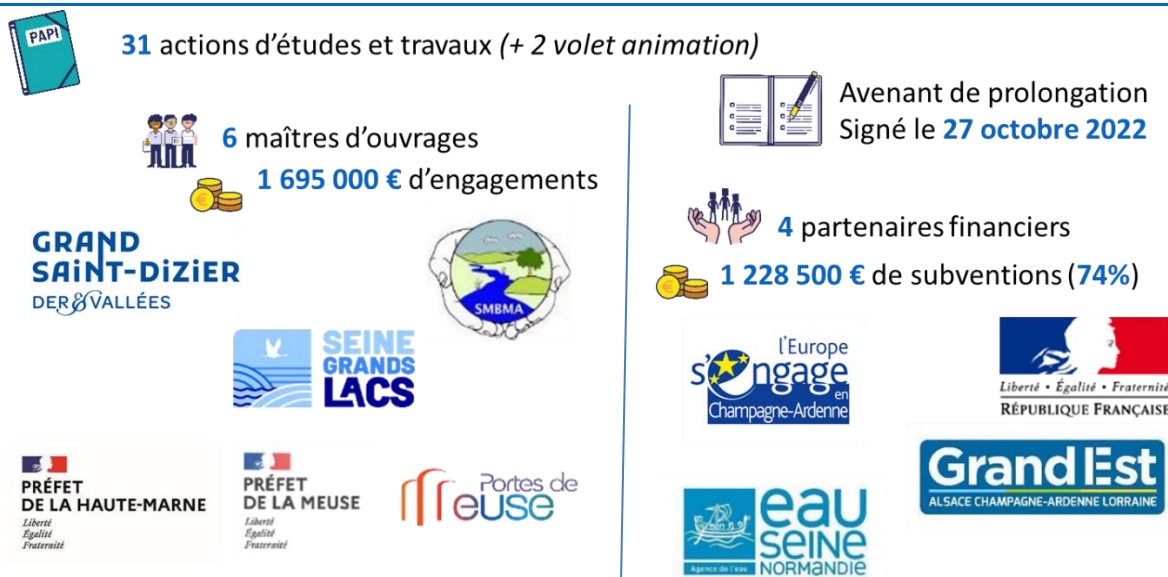 PAPI
31 actions d’études et travaux (+ 2 volet animation)
6 maîtres d’ouvrages
1 695 000 € d’engagements
GRAND
SAiNT-DiZiER
DER & VALLÉES
SMBMA
SEINE
GRANDS
LACS
PRÉFET
DE LA HAUTE-MARNE
Liberté
Égalité
Fraternité
PRÉFET
DE LA MEUSE
Liberté
Égalité
Fraternité
Portes de
Meuse
Avenant de prolongation
Signé le 27 octobre 2022
4 partenaires financiers
1 228 500 € de subventions (74%)
l'Europe
s'engage
en
Champagne-Ardenne
Liberté • Égalité • Fraternité
RÉPUBLIQUE FRANÇAISE
Grand Est
ALSACE CHAMPAGNE-ARDENNE LORRAINE
eau
SEINE
NORMANDIE
Agence de l'eau